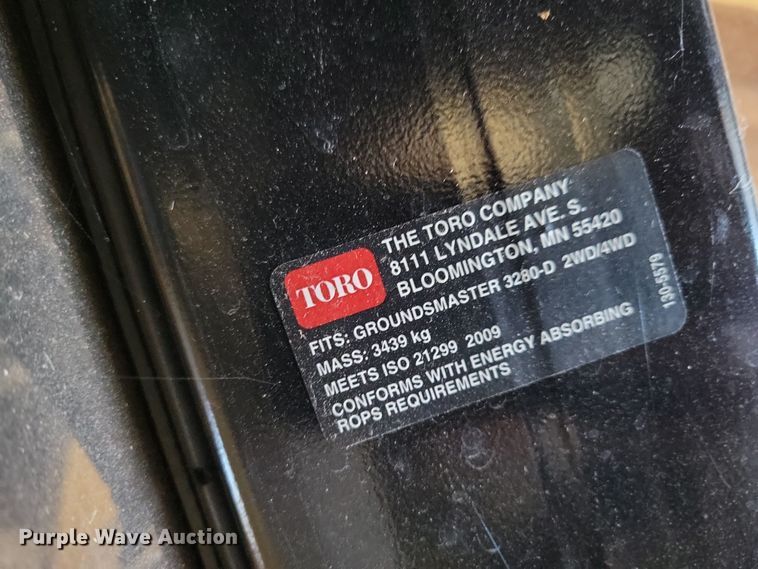 TORO
THE TORO COMPANY
8111 LYNDALE AVE. S.
BLOOMINGTON, MN 55420
FITS: GROUNDSMASTER 3280-D 2WD/4WD
MASS: 3439 kg
MEETS ISO 21299 2009
CONFORMS WITH ENERGY ABSORBING
ROPS REQUIREMENTS
130-5379
Purple Wave Auction